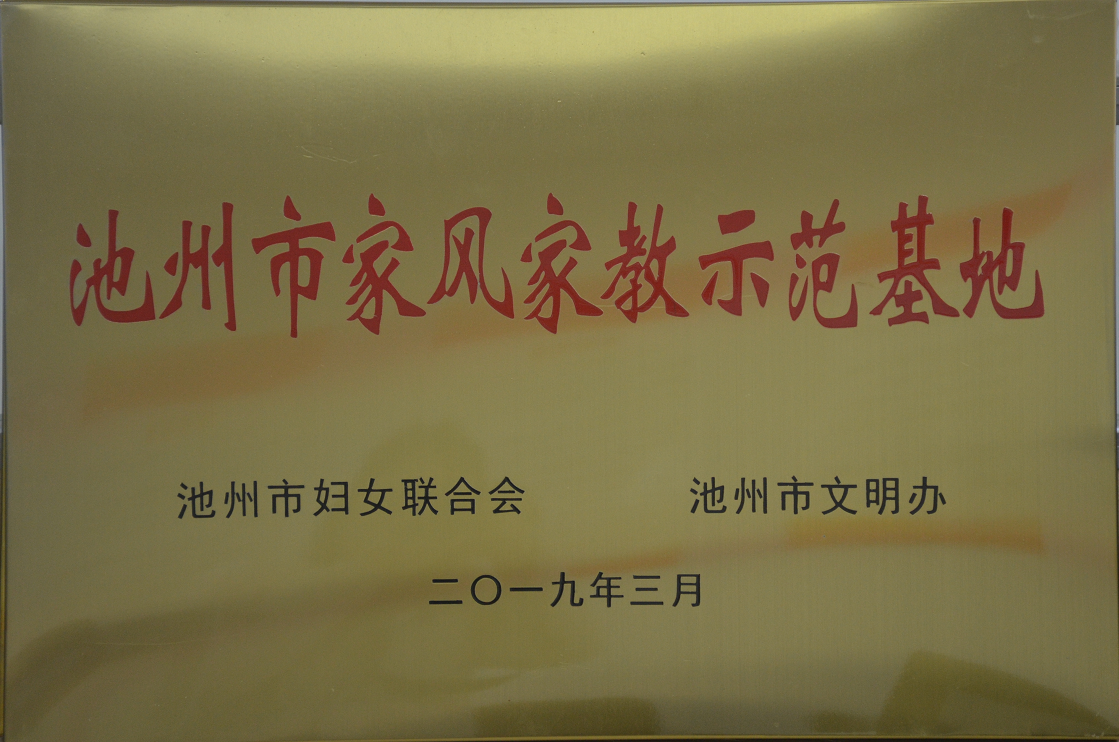 池州市家风家教示范基地
池州市妇女联合会 池州市文明办
二〇一九年三月